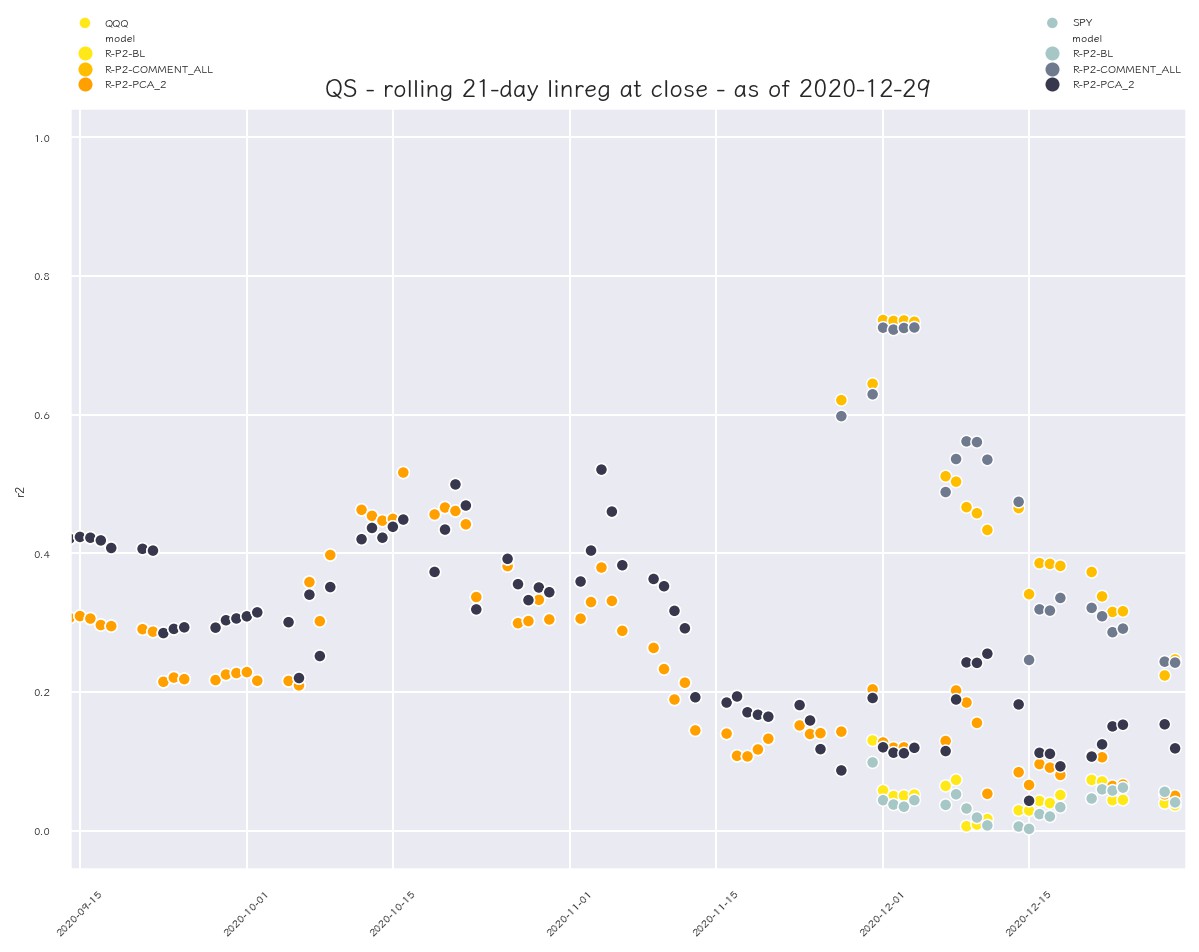 QQQ
model
R-P2-BL
R-P2-COMMENT_ALL
R-P2-PCA_2
SPY
model
R-P2-BL
R-P2-COMMENT_ALL
R-P2-PCA_2
QS - rolling 21-day linreg at close - as of 2020-12-29
1.0
0.8
0.6
r2
0.4
0.2
0.0
2020-09-15
2020-10-01
2020-10-15
2020-11-01
2020-11-15
2020-12-01
2020-12-15